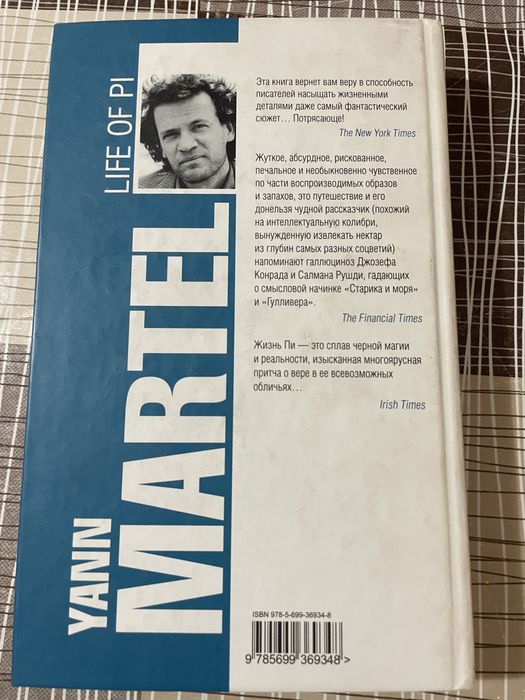 LIFE OF PI
YANN
MARTEL
Эта книга вернет вам веру в способность
писателей насыщать жизненными
деталями даже самый фантастический
сюжет... Потрясающе!
The New York Times
Жуткое, абсурдное, рискованное,
печальное и необыкновенно чувственное
по части воспроизводимых образов
и запахов, это путешествие и его
донельзя чудной рассказчик (похожий
на интеллектуальную колибри,
вынужденную извлекать нектар
из глубин самых разных соцветий)
напоминают галлюциноз Джозефа
Конрада и Салмана Рушди, гадающих
о смысловой начинке «Старика и моря»
и «Гулливера».
The Financial Times
Жизнь Пи — это сплав черной магии
и реальности, изысканная многоярусная
притча о вере в ее всевозможных
обличьях...
Irish Times
ISBN 978-5-699-36934-8
9 785699 369348 >